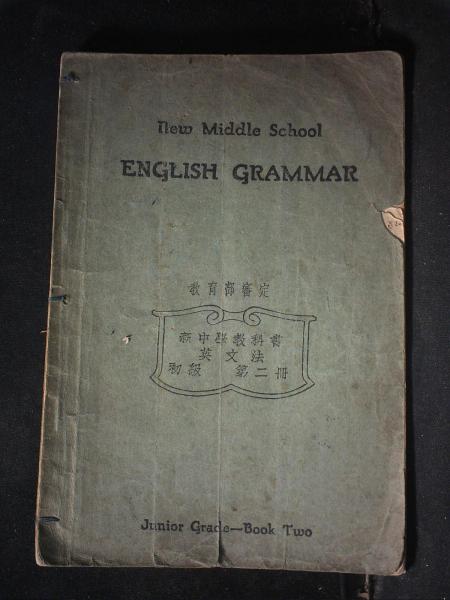 New Middle School
ENGLISH GRAMMAR
教育部審定
新中學教科書
英文法
初級 第二冊
Junior Grade—Book Two